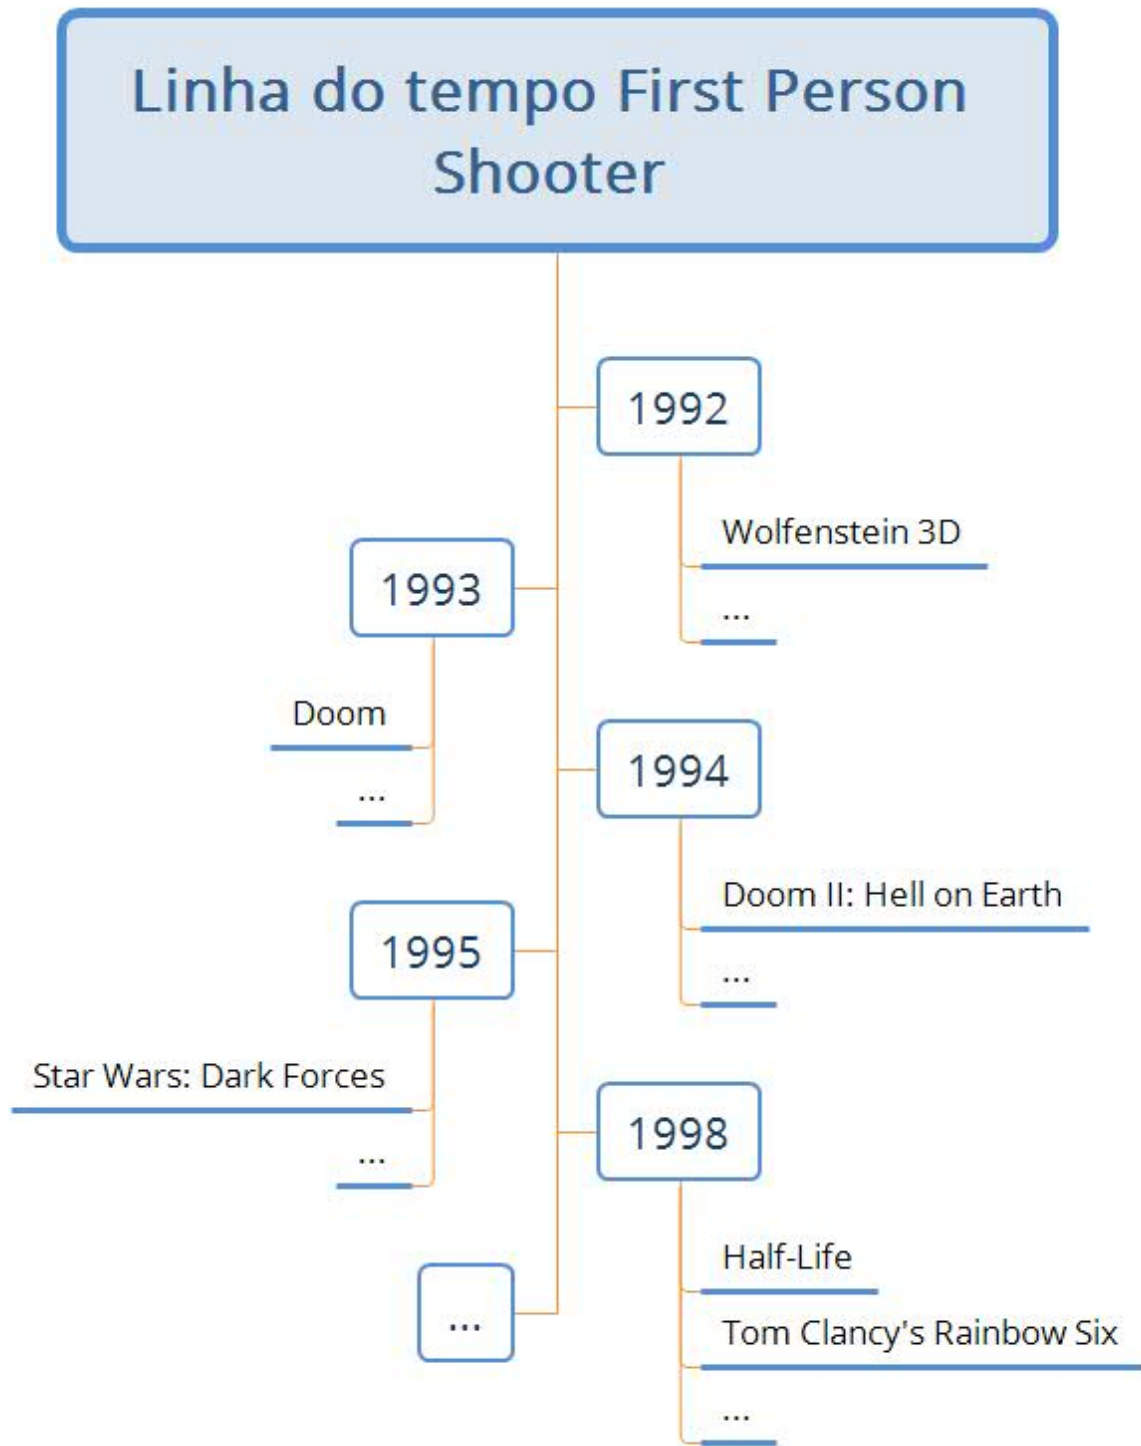 Linha do tempo First Person
Shooter
1992
Wolfenstein 3D
...
1993
Doom
...
1994
Doom II: Hell on Earth
...
1995
Star Wars: Dark Forces
...
1998
Half-Life
Tom Clancy's Rainbow Six
...
...